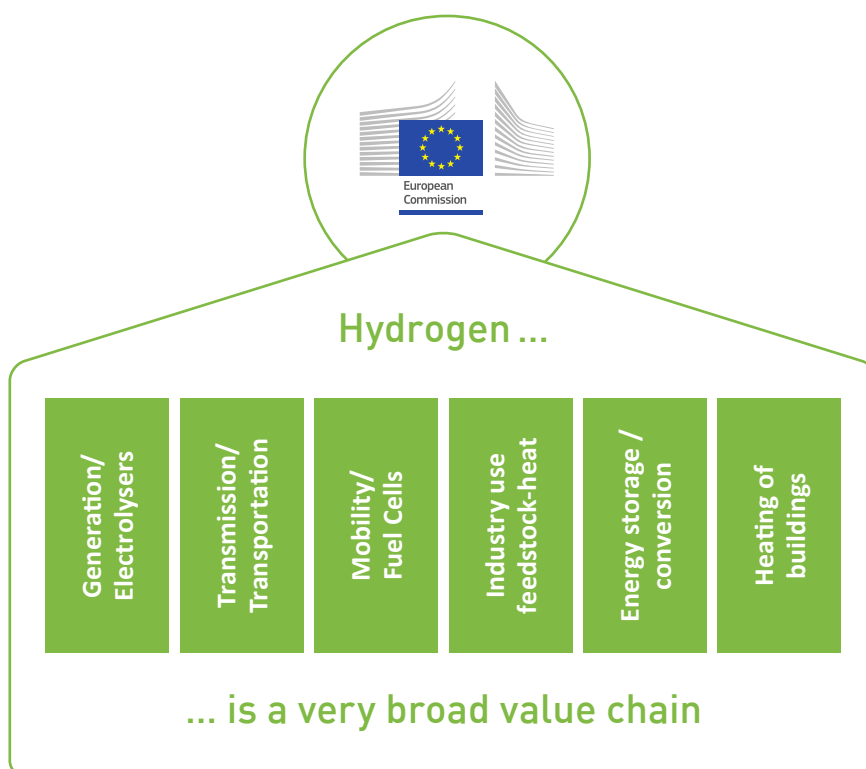 European
Commission
Hydrogen ...
Generation/
Electrolysers
Transmission/
Transportation
Mobility/
Fuel Cells
Industry use
feedstock-heat
Energy storage /
conversion
Heating of
buildings
... is a very broad value chain